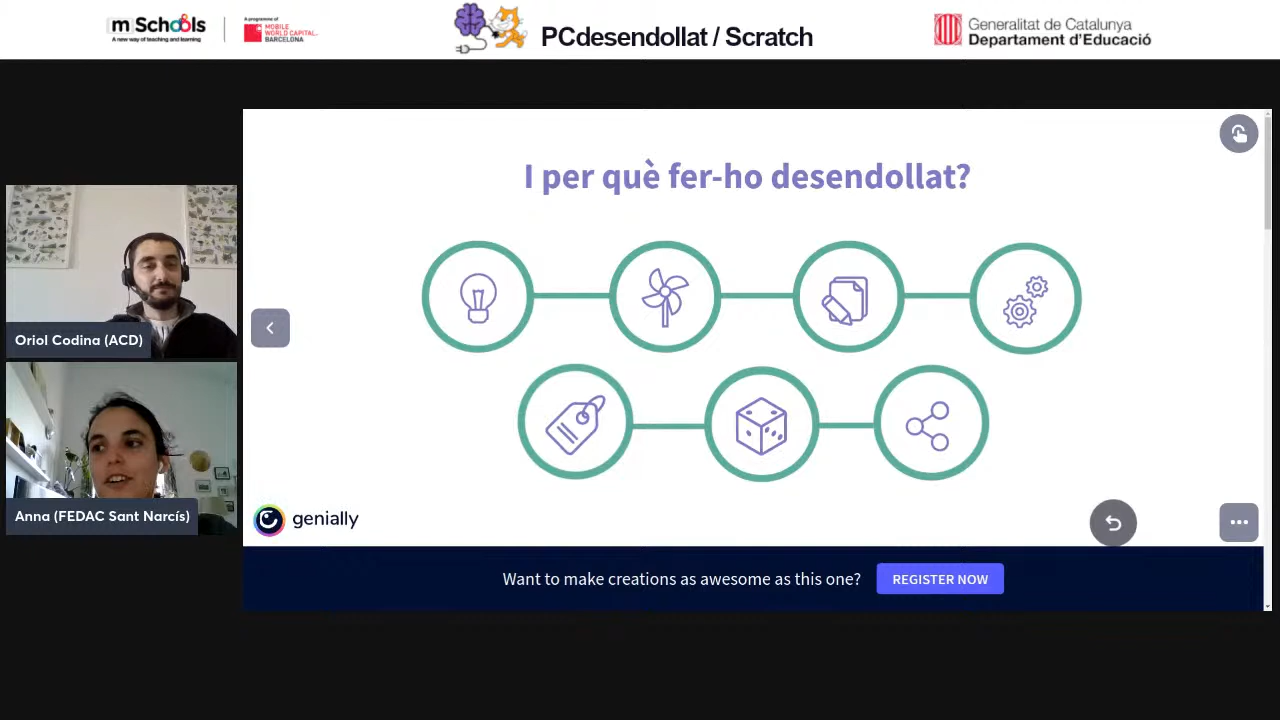 mSchools
A new way of teaching and learning
A programme of
MOBILE
WORLD CAPITAL
BARCELONA
PCdesendollat / Scratch
Generalitat de Catalunya
Departament d'Educació
I per què fer-ho desendollat?
Oriol Codina (ACD)
Anna (FEDAC Sant Narcís)
genially
Want to make creations as awesome as this one?
REGISTER NOW